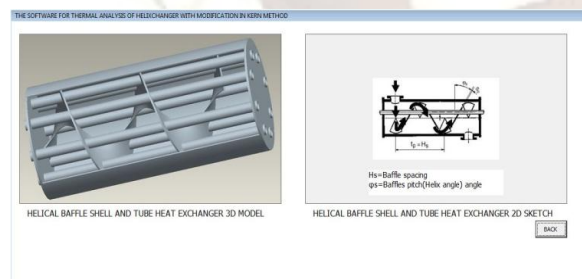 THE SOFTWARE FOR THERMAL ANALYSIS OF HELIXCHANGER WITH MODIFICATION IN KERN METHOD
tp = Hs
Hs=Baffle spacing
φs=Baffles pitch(Helix angle) angle
HELICAL BAFFLE SHELL AND TUBE HEAT EXCHANGER 3D MODEL
HELICAL BAFFLE SHELL AND TUBE HEAT EXCHANGER 2D SKETCH
BACK